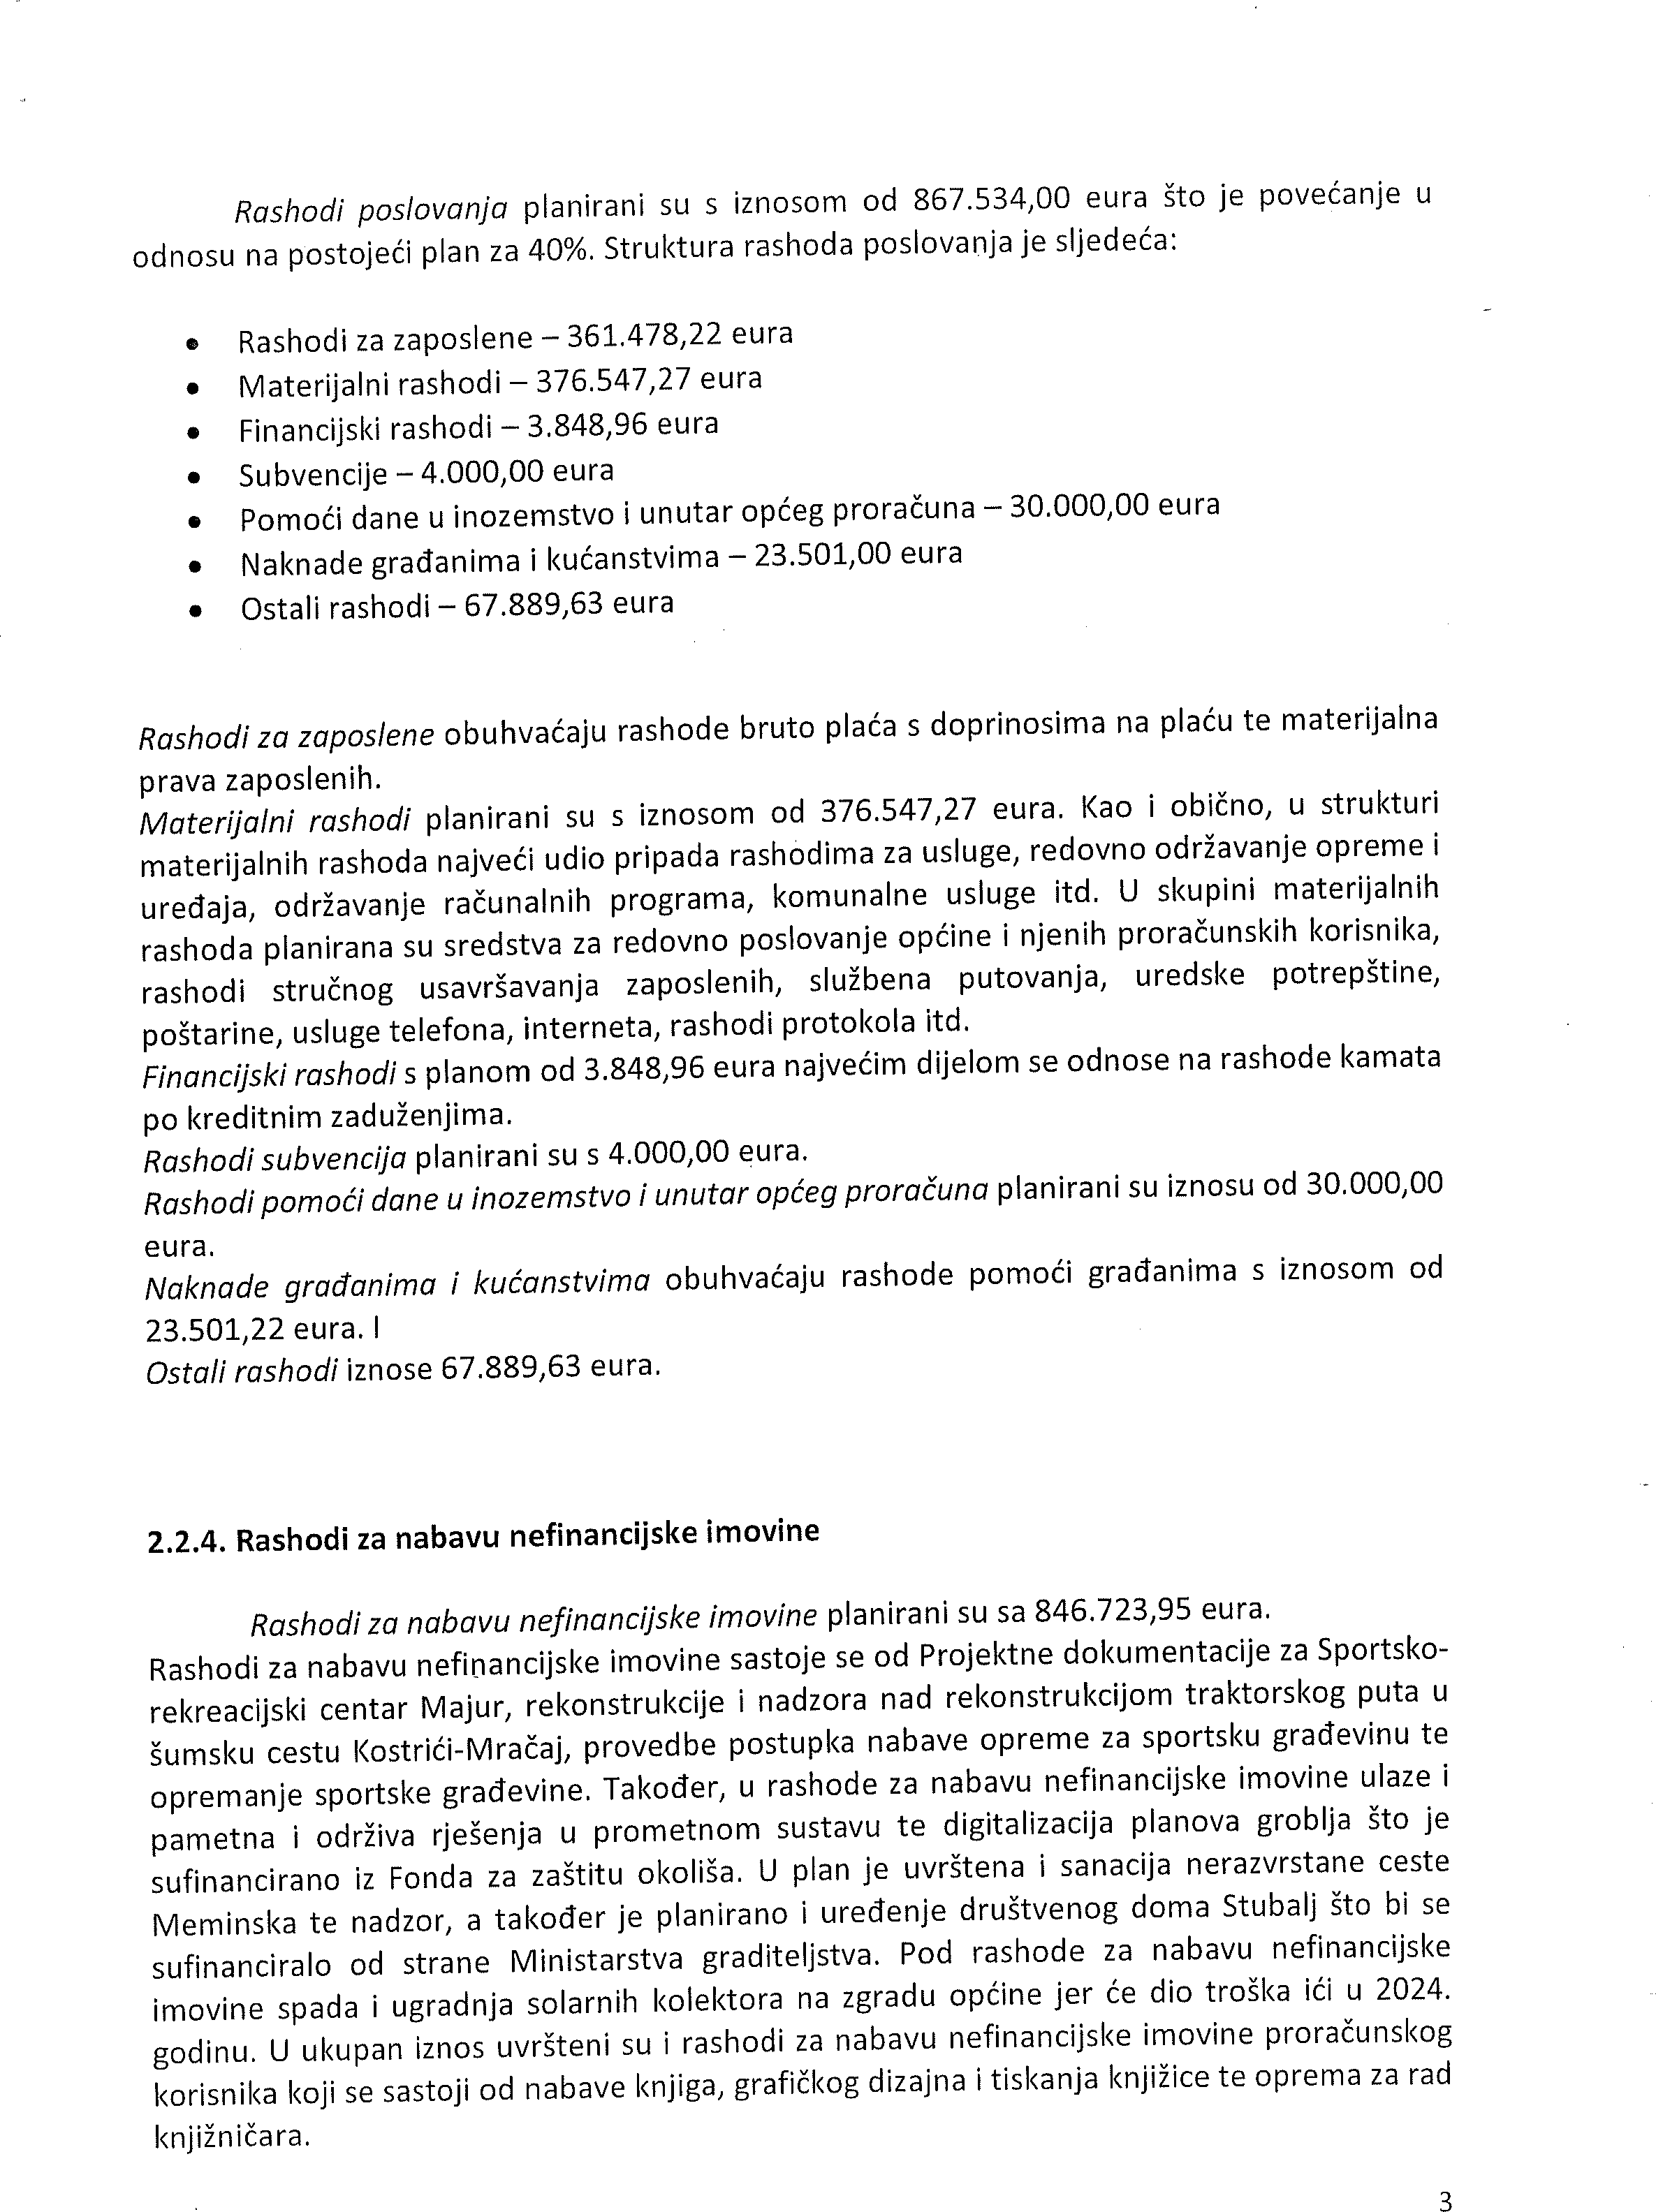 Rashodi poslovanja planirani su s iznosom od 867.534,00 eura što je povećanje u
odnosu na postojeći plan za 40%. Struktura rashoda poslovanja je sljedeća:
• Rashodi za zaposlene – 361.478,22 eura
• Materijalni rashodi – 376.547,27 eura
• Financijski rashodi – 3.848,96 eura
• Subvencije – 4.000,00 eura
• Pomoći dane u inozemstvo i unutar općeg proračuna – 30.000,00 eura
• Naknade građanima i kućanstvima – 23.501,00 eura
• Ostali rashodi – 67.889,63 eura
Rashodi za zaposlene obuhvaćaju rashode bruto plaća s doprinosima na plaću te materijalna
prava zaposlenih.
Materijalni rashodi planirani su s iznosom od 376.547,27 eura. Kao i obično, u strukturi
materijalnih rashoda najveći udio pripada rashodima za usluge, redovno održavanje opreme i
uređaja, održavanje računalnih programa, komunalne usluge itd. U skupini materijalnih
rashoda planirana su sredstva za redovno poslovanje općine i njenih proračunskih korisnika,
rashodi stručnog usavršavanja zaposlenih, službena putovanja, uredske potrepštine,
poštarine, usluge telefona, interneta, rashodi protokola itd.
Financijski rashodi s planom od 3.848,96 eura najvećim dijelom se odnose na rashode kamata
po kreditnim zaduženjima.
Rashodi subvencija planirani su s 4.000,00 eura.
Rashodi pomoći dane u inozemstvo i unutar općeg proračuna planirani su iznosu od 30.000,00
eura.
Naknade građanima i kućanstvima obuhvaćaju rashode pomoći građanima s iznosom od
23.501,22 eura. I
Ostali rashodi iznose 67.889,63 eura.
2.2.4. Rashodi za nabavu nefinancijske imovine
Rashodi za nabavu nefinancijske imovine planirani su sa 846.723,95 eura.
Rashodi za nabavu nefinancijske imovine sastoje se od Projektne dokumentacije za Sportsko-
rekreacijski centar Majur, rekonstrukcije i nadzora nad rekonstrukcijom traktorskog puta u
šumsku cestu Kostrići-Mračaj, provedbe postupka nabave opreme za sportsku građevinu te
opremanje sportske građevine. Također, u rashode za nabavu nefinancijske imovine ulaze i
pametna i održiva rješenja u prometnom sustavu te digitalizacija planova groblja što je
sufinancirano iz Fonda za zaštitu okoliša. U plan je uvrštena i sanacija nerazvrstane ceste
Meminska te nadzor, a također je planirano i uređenje društvenog doma Stubalj što bi se
sufinanciralo od strane Ministarstva graditeljstva. Pod rashode za nabavu nefinancijske
imovine spada i ugradnja solarnih kolektora na zgradu općine jer će dio troška ići u 2024.
godinu. U ukupan iznos uvršteni su i rashodi za nabavu nefinancijske imovine proračunskog
korisnika koji se sastoji od nabave knjiga, grafičkog dizajna i tiskanja knjižice te oprema za rad
knjižničara.
3